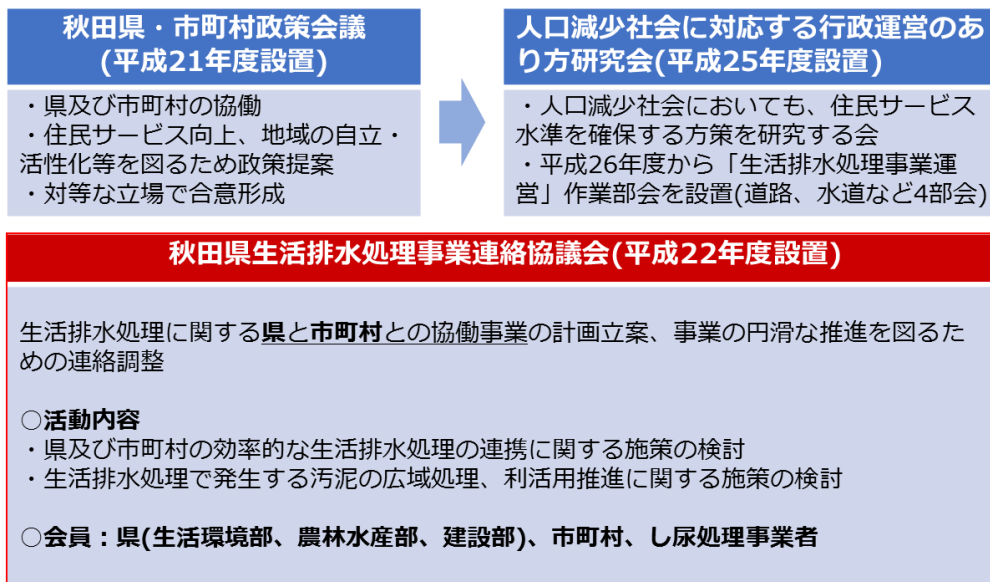 秋田県・市町村政策会議
(平成21年度設置)
・県及び市町村の協働
・住民サービス向上、地域の自立・
活性化等を図るため政策提案
・対等な立場で合意形成
人口減少社会に対応する行政運営のあ
り方研究会(平成25年度設置)
・人口減少社会においても、住民サービス
水準を確保する方策を研究する会
・平成26年度から「生活排水処理事業運
営」作業部会を設置(道路、水道など4部会)
秋田県生活排水処理事業連絡協議会(平成22年度設置)
生活排水処理に関する県と市町村との協働事業の計画立案、事業の円滑な推進を図るた
めの連絡調整
○活動内容
・県及び市町村の効率的な生活排水処理の連携に関する施策の検討
・生活排水処理で発生する汚泥の広域処理、利活用推進に関する施策の検討
○会員：県(生活環境部、農林水産部、建設部)、市町村、し尿処理事業者